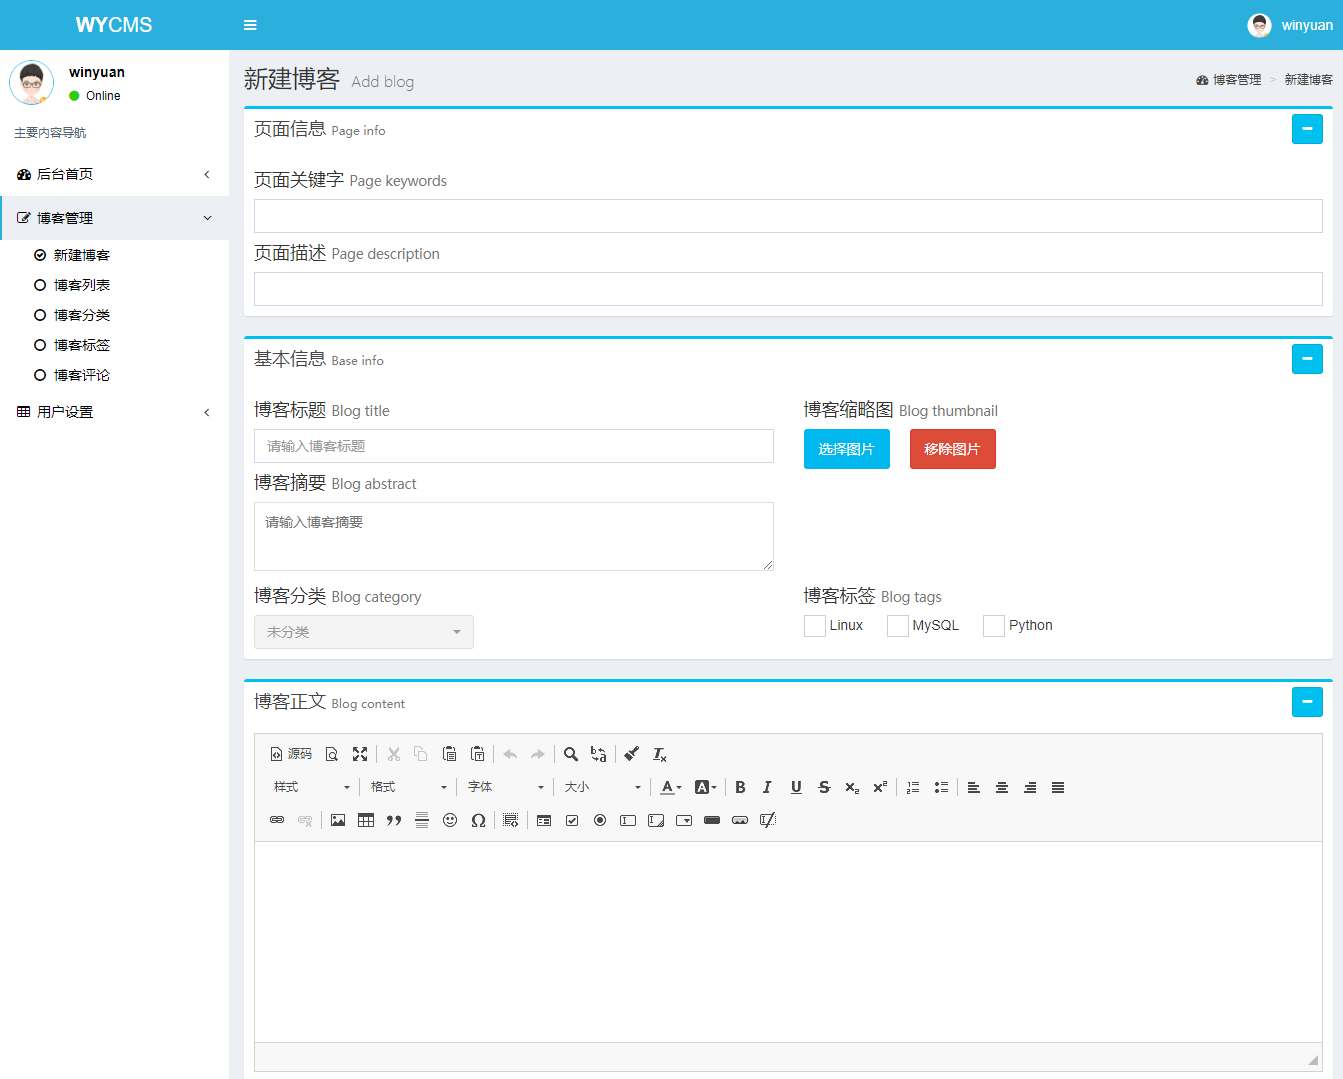 WYCMS
winyuan
winyuan
Online
主要内容导航
后台首页
博客管理
新建博客
博客列表
博客分类
博客标签
博客评论
用户设置
新建博客 Add blog
博客管理 > 新建博客
页面信息 Page info
页面关键字 Page keywords
页面描述 Page description
基本信息 Base info
博客标题 Blog title
请输入博客标题
博客缩略图 Blog thumbnail
选择图片 移除图片
博客摘要 Blog abstract
请输入博客摘要
博客分类 Blog category
未分类
博客标签 Blog tags
Linux MySQL Python
博客正文 Blog content
源码
样式 格式 字体 大小